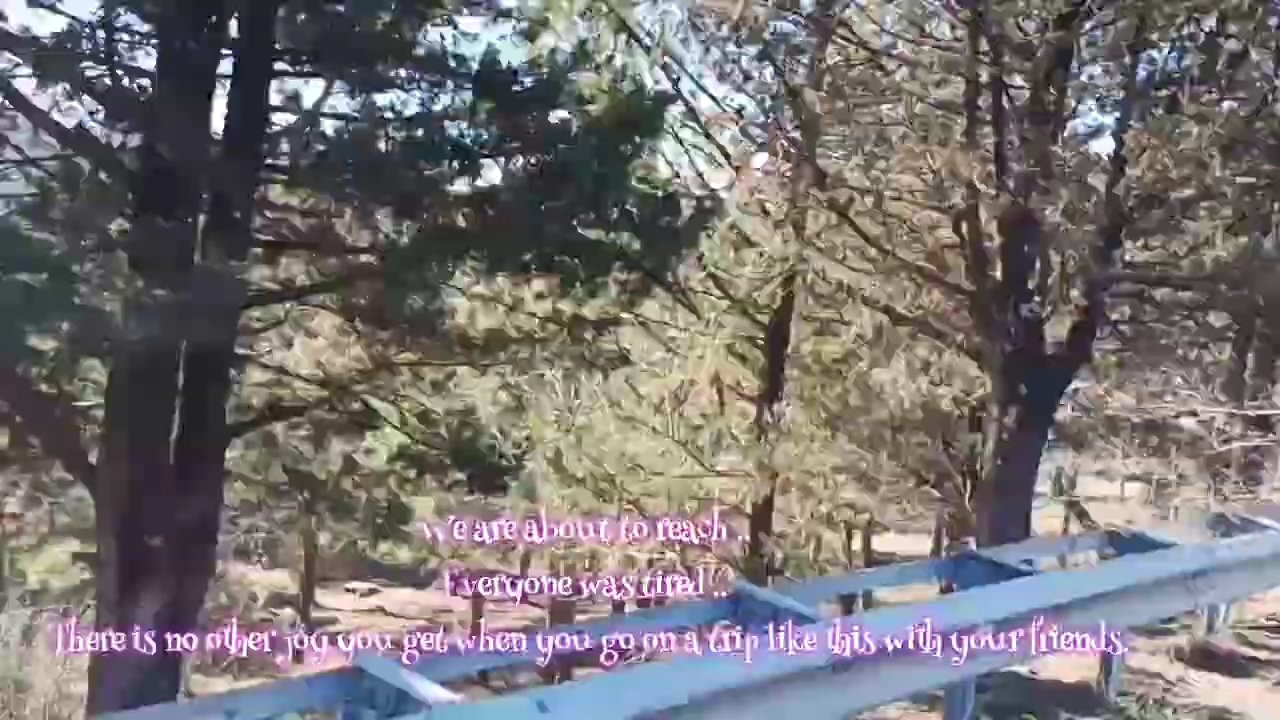 We are about to reach ..
Everyone was tired ..
There is no other joy you get when you go on a trip like this with your friends.